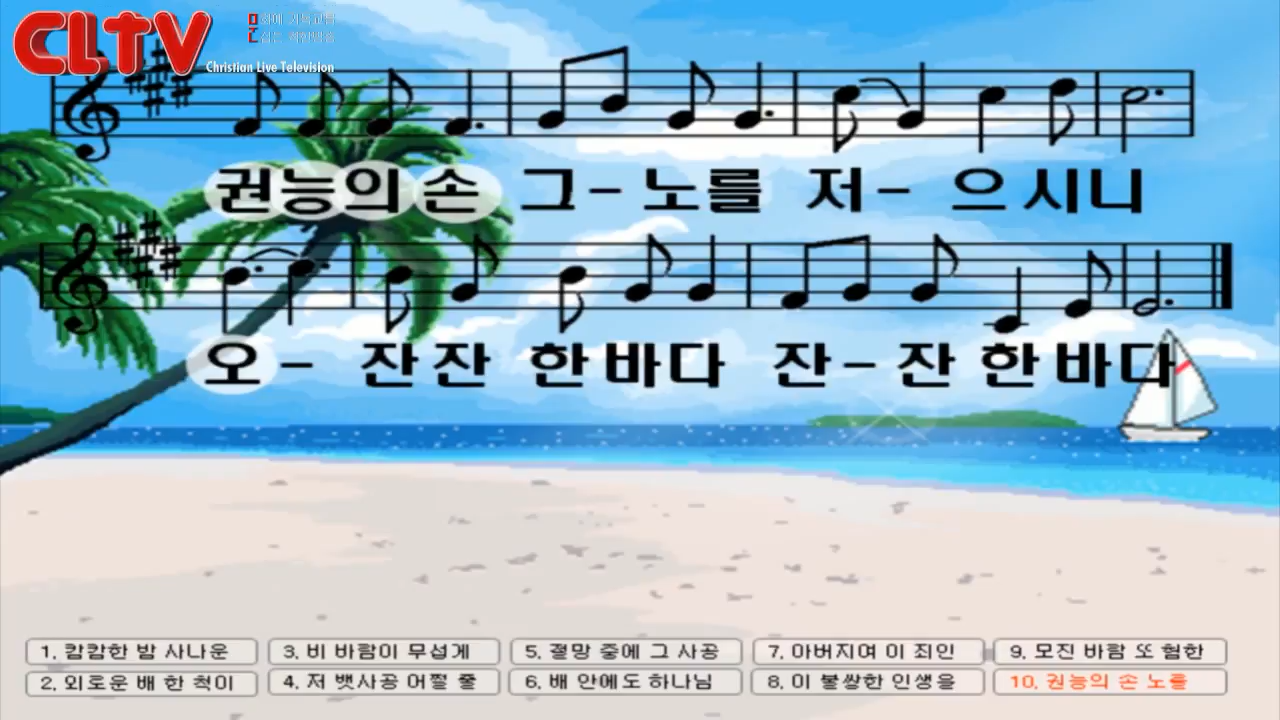 CLTV
Christian Live Television
권능의 손 그-노를 저- 으시니
오- 잔잔 한바다 잔-잔 한바다
1. 캄캄한 밤 사나운
3. 비 바람이 무섭게
5. 절망 중에 그 사공
7. 아버지여 이 죄인
9. 모진 바람 또 험한
2. 외로운 배 한 척이
4. 저 뱃사공 어쩔 줄
6. 배 안에도 하나님
8. 이 불쌍한 인생을
10. 권능의 손 노를